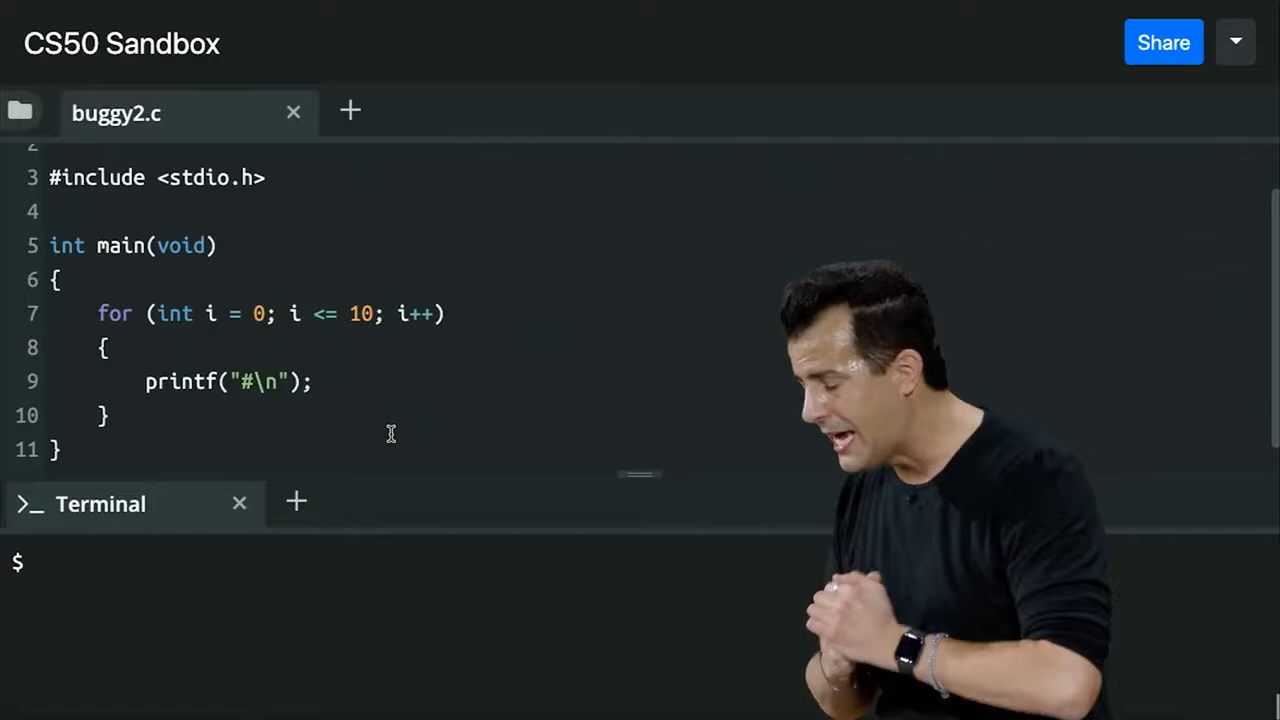 CS50 Sandbox
Share
buggy2.c
2
3 #include <stdio.h>
4
5 int main(void)
6 {
7     for (int i = 0; i <= 10; i++)
8     {
9         printf("#\n");
10     }
11 }
>_ Terminal
$